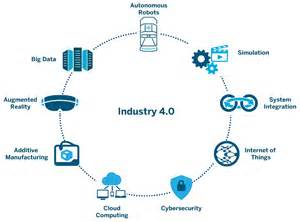 Autonomous
Robots
Simulation
System
Integration
Internet of
Things
Cybersecurity
Cloud
Computing
Additive
Manufacturing
Augmented
Reality
Big Data
Industry 4.0